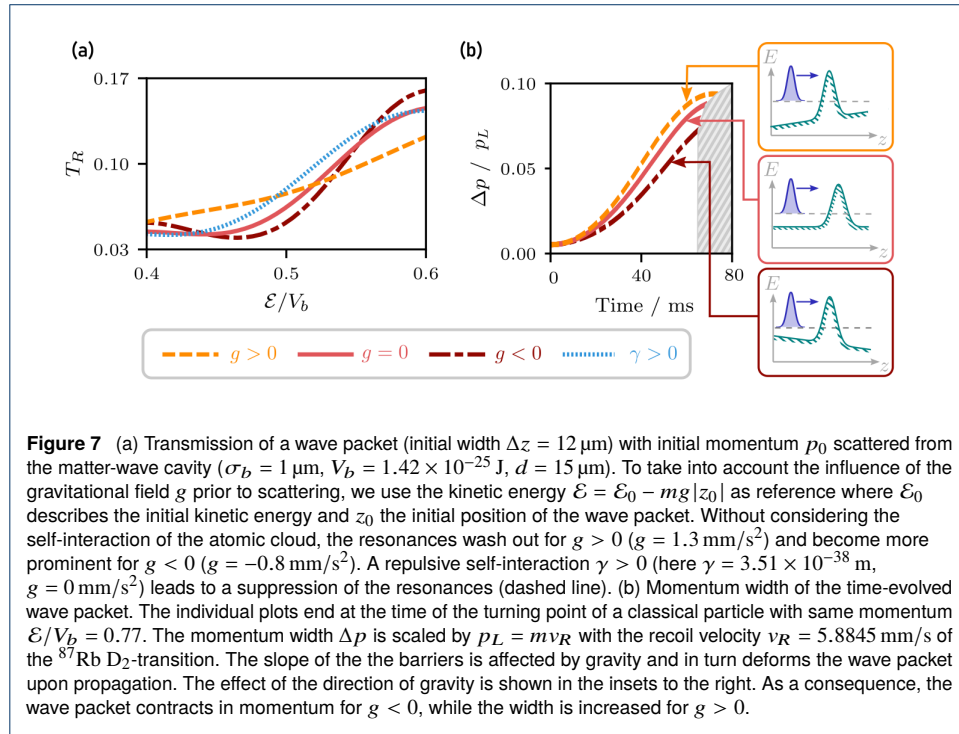 (a)
(b)
0.17
0.10
0.03
T_R
0.4
0.5
0.6
ℰ/V_b
0.10
0.05
0.00
Δp / p_L
0
40
80
Time / ms
E
z
E
z
E
z
g > 0
g = 0
g < 0
γ > 0
Figure 7 (a) Transmission of a wave packet (initial width Δz = 12 μm) with initial momentum p₀ scattered from
the matter-wave cavity (σ_b = 1 μm, V_b = 1.42 × 10⁻²⁵ J, d = 15 μm). To take into account the influence of the
gravitational field g prior to scattering, we use the kinetic energy ℰ = ℰ₀ − mg|z₀| as reference where ℰ₀
describes the initial kinetic energy and z₀ the initial position of the wave packet. Without considering the
self-interaction of the atomic cloud, the resonances wash out for g > 0 (g = 1.3 mm/s²) and become more
prominent for g < 0 (g = −0.8 mm/s²). A repulsive self-interaction γ > 0 (here γ = 3.51 × 10⁻³⁸ m,
g = 0 mm/s²) leads to a suppression of the resonances (dashed line). (b) Momentum width of the time-evolved
wave packet. The individual plots end at the time of the turning point of a classical particle with same momentum
ℰ/V_b = 0.77. The momentum width Δp is scaled by p_L = mv_R with the recoil velocity v_R = 5.8845 mm/s of
the ⁸⁷Rb D₂-transition. The slope of the the barriers is affected by gravity and in turn deforms the wave packet
upon propagation. The effect of the direction of gravity is shown in the insets to the right. As a consequence, the
wave packet contracts in momentum for g < 0, while the width is increased for g > 0.